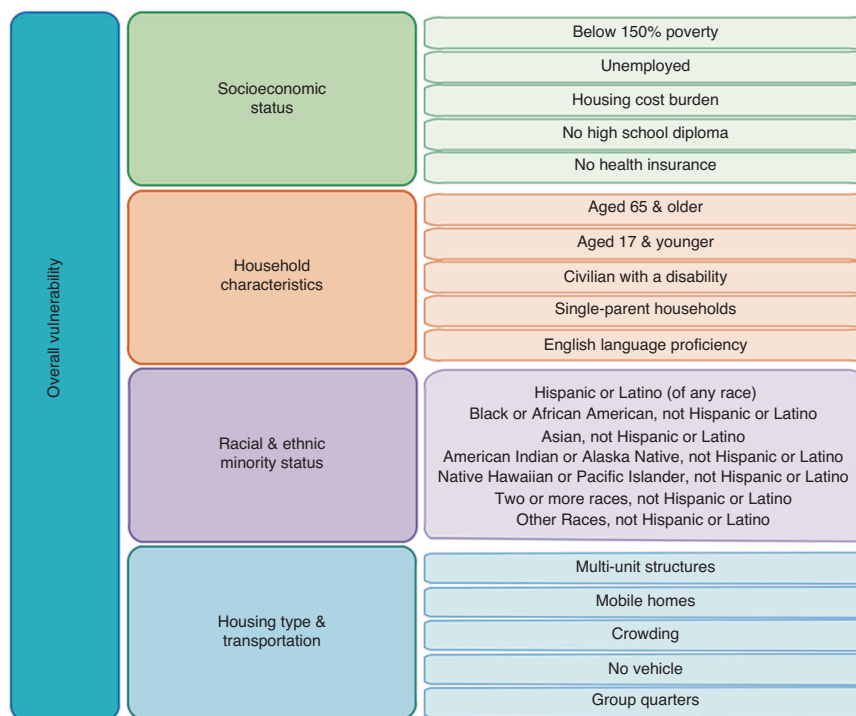 Overall vulnerability
Socioeconomic
status
Below 150% poverty
Unemployed
Housing cost burden
No high school diploma
No health insurance
Household
characteristics
Aged 65 & older
Aged 17 & younger
Civilian with a disability
Single-parent households
English language proficiency
Racial & ethnic
minority status
Hispanic or Latino (of any race)
Black or African American, not Hispanic or Latino
Asian, not Hispanic or Latino
American Indian or Alaska Native, not Hispanic or Latino
Native Hawaiian or Pacific Islander, not Hispanic or Latino
Two or more races, not Hispanic or Latino
Other Races, not Hispanic or Latino
Housing type &
transportation
Multi-unit structures
Mobile homes
Crowding
No vehicle
Group quarters